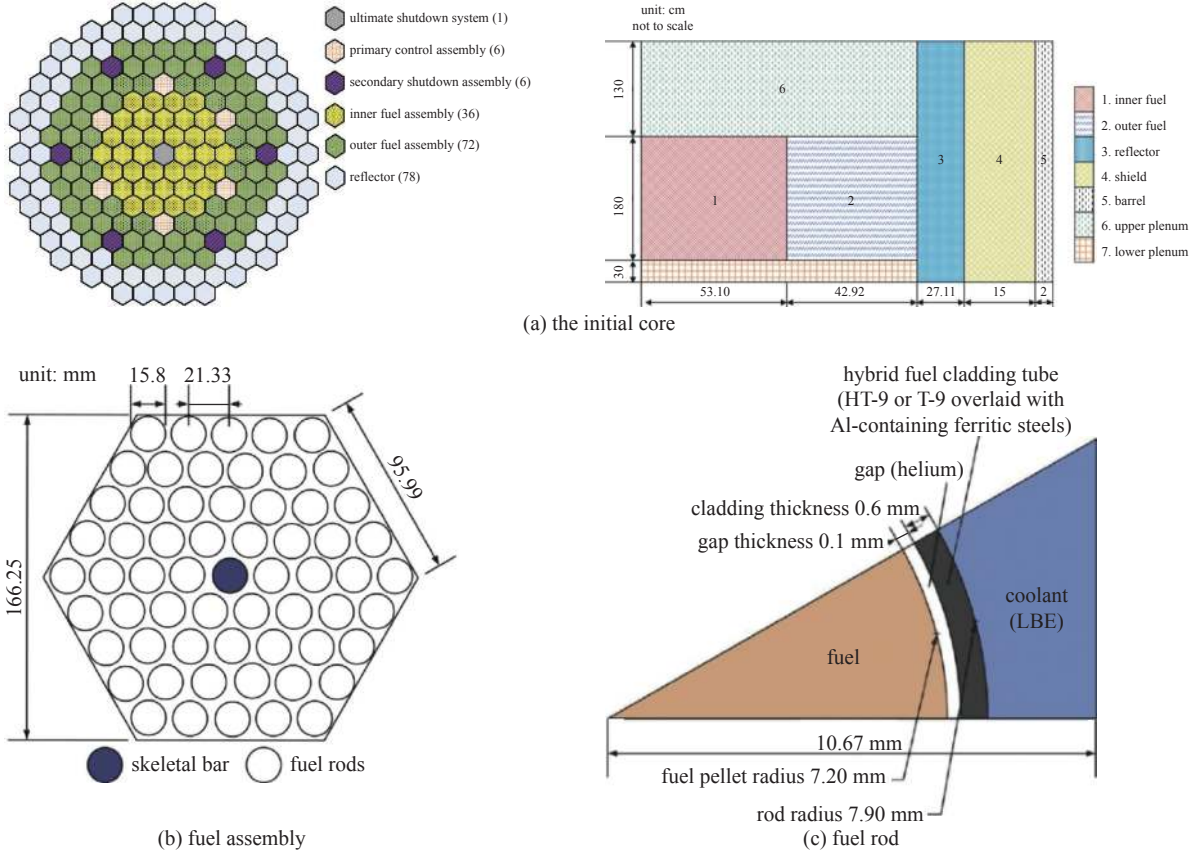 ultimate shutdown system (1)
primary control assembly (6)
secondary shutdown assembly (6)
inner fuel assembly (36)
outer fuel assembly (72)
reflector (78)
unit: cm
not to scale
130
180
30
6
1
2
3
4
5
53.10
42.92
27.11
15
2
1. inner fuel
2. outer fuel
3. reflector
4. shield
5. barrel
6. upper plenum
7. lower plenum
(a) the initial core
unit: mm
15.8
21.33
95.99
166.25
skeletal bar
fuel rods
(b) fuel assembly
hybrid fuel cladding tube
(HT-9 or T-9 overlaid with
Al-containing ferritic steels)
gap (helium)
cladding thickness 0.6 mm
gap thickness 0.1 mm
coolant
(LBE)
fuel
10.67 mm
fuel pellet radius 7.20 mm
rod radius 7.90 mm
(c) fuel rod